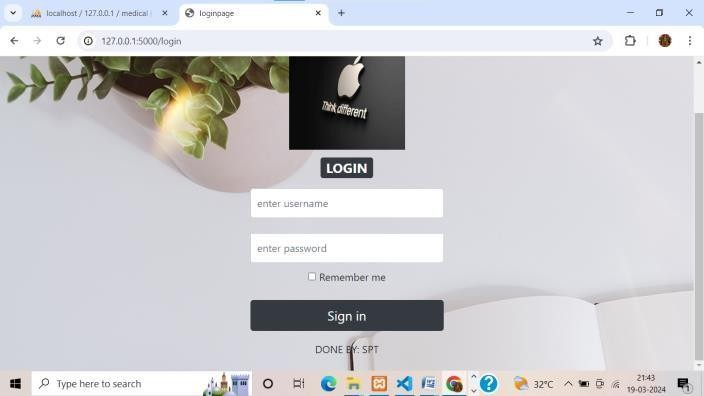 localhost / 127.0.0.1 / medical |
loginpage
127.0.0.1:5000/login
Think different
LOGIN
enter username
enter password
Remember me
Sign in
DONE BY: SPT
Type here to search
32°C
21:43
19-03-2024
1